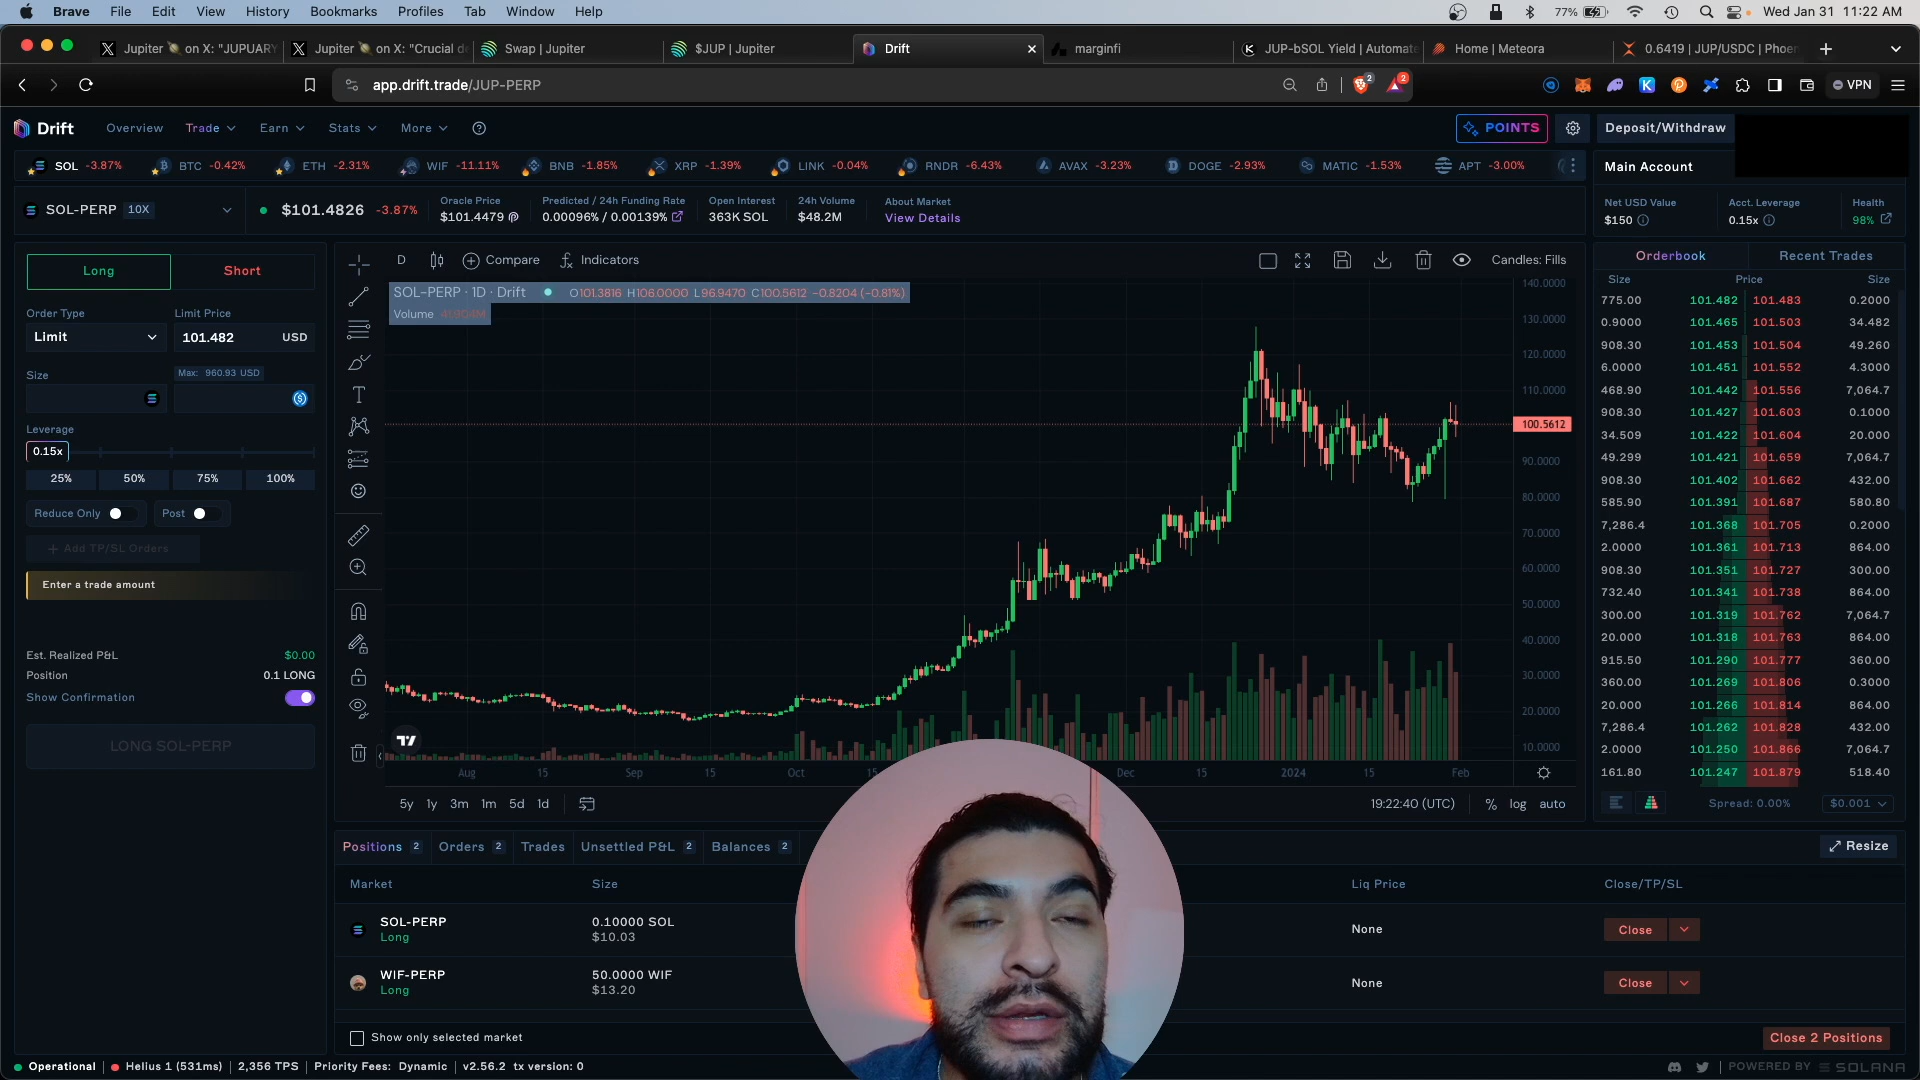 Brave File Edit View History Bookmarks Profiles Tab Window Help 77% Wed Jan 31 11:22 AM
Jupiter on X: "JUPUARY Jupiter on X: "Crucial Swap | Jupiter $JUP | Jupiter Drift marginfi JUP-bSOL Yield | Automate Home | Meteora 0.6419 | JUP/USDC | Phoen
app.drift.trade/JUP-PERP 2 2 VPN
Drift Overview Trade Earn Stats More POINTS Deposit/Withdraw
SOL -3.87% BTC -0.42% ETH -2.31% WIF -11.11% BNB -1.85% XRP -1.39% LINK -0.04% RNDR -6.43% AVAX -3.23% DOGE -2.93% MATIC -1.53% APT -3.00%
Main Account
SOL-PERP 10X $101.4826 -3.87%
Oracle Price Predicted / 24h Funding Rate Open Interest 24h Volume About Market
$101.4479 0.00096% / 0.00139% 363K SOL $48.2M View Details
Net USD Value Acct. Leverage Health
$150 0.15x 98%
Long Short
Order Type Limit Price
Limit 101.482 USD
Size Max: 960.93 USD
Leverage
0.15x
25% 50% 75% 100%
Reduce Only Post
+ Add TP/SL Orders
Enter a trade amount
Est. Realized P&L $0.00
Position 0.1 LONG
Show Confirmation
LONG SOL-PERP
D Compare Indicators Candles: Fills
SOL-PERP · 1D · Drift O101.3816 H106.0000 L96.9470 C100.5612 −0.8204 (−0.81%)
Volume
140.0000
130.0000
120.0000
110.0000
100.5612
90.0000
80.0000
70.0000
60.0000
50.0000
40.0000
30.0000
20.0000
10.0000
Aug 15 Sep 15 Oct Dec 15 2024 15 Feb
5y 1y 3m 1m 5d 1d 19:22:40 (UTC) % log auto
Orderbook Recent Trades
Size Price Size
775.00 101.482 101.483 0.2000
0.9000 101.465 101.503 34.482
908.30 101.453 101.504 49.260
6.0000 101.451 101.552 4.3000
468.90 101.442 101.556 7,064.7
908.30 101.427 101.603 0.1000
34.509 101.422 101.604 20.000
49.299 101.421 101.659 7,064.7
908.30 101.402 101.662 432.00
585.90 101.391 101.687 580.80
7,286.4 101.368 101.705 0.2000
2.0000 101.361 101.713 864.00
908.30 101.351 101.727 300.00
732.40 101.341 101.738 864.00
300.00 101.319 101.762 7,064.7
20.000 101.318 101.763 864.00
915.50 101.290 101.777 360.00
360.00 101.269 101.806 0.3000
20.000 101.266 101.814 864.00
7,286.4 101.262 101.828 432.00
2.0000 101.250 101.866 7,064.7
161.80 101.247 101.879 518.40
Spread: 0.00% $0.001
Positions 2 Orders 2 Trades Unsettled P&L 2 Balances 2 Resize
Market Size Liq Price Close/TP/SL
SOL-PERP 0.10000 SOL None Close
Long $10.03
WIF-PERP 50.0000 WIF None Close
Long $13.20
Show only selected market Close 2 Positions
Operational Helius 1 (531ms) 2,356 TPS Priority Fees: Dynamic v2.56.2 tx version: 0 POWERED BY SOLANA